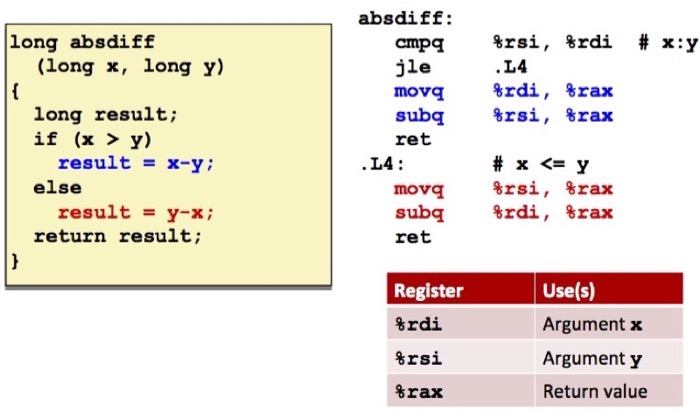 long absdiff
(long x, long y)
{
long result;
if (x > y)
result = x-y;
else
result = y-x;
return result;
}
absdiff:
cmpq %rsi, %rdi # x:y
jle .L4
movq %rdi, %rax
subq %rsi, %rax
ret
.L4: # x <= y
movq %rsi, %rax
subq %rdi, %rax
ret
Register Use(s)
%rdi Argument x
%rsi Argument y
%rax Return value